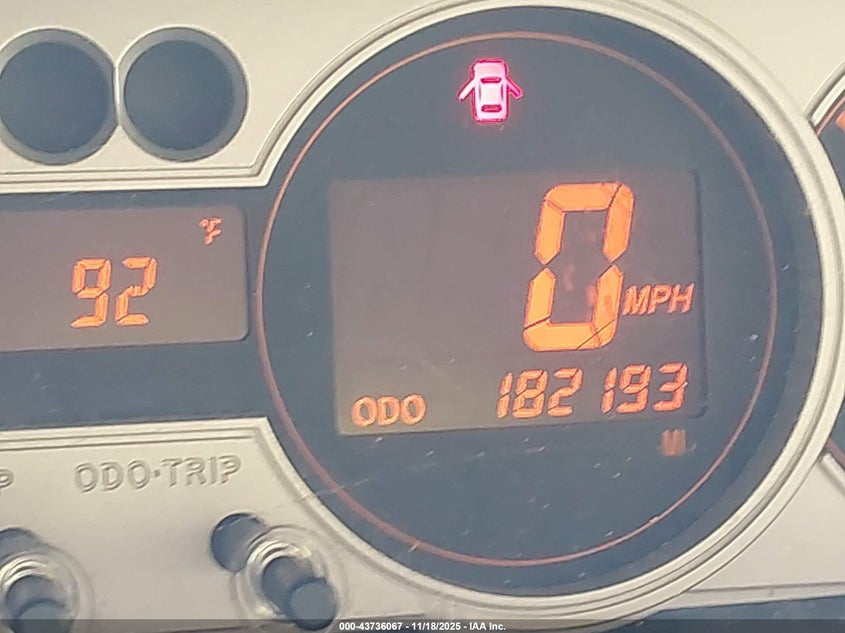 °F
92
0 MPH
ODO 182193
ODO•TRIP
000-43736067 - 11/18/2025 - IAA Inc.